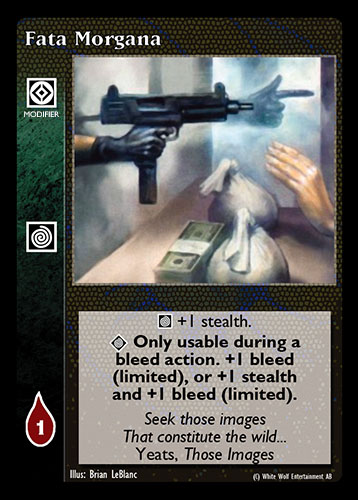 Fata Morgana
MODIFIER
+1 stealth.
Only usable during a
bleed action. +1 bleed
(limited), or +1 stealth
and +1 bleed (limited).
Seek those images
That constitute the wild...
Yeats, Those Images
1
Illus: Brian LeBlanc
(C) White Wolf Entertainment AB